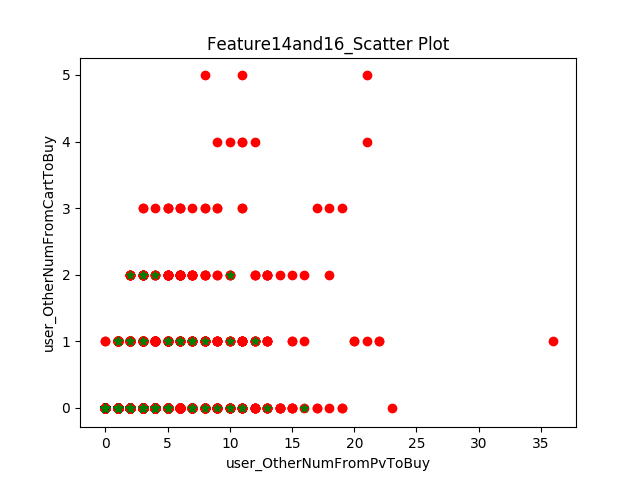 Feature14and16_Scatter Plot
user_OtherNumFromCartToBuy
5
4
3
2
1
0
0 5 10 15 20 25 30 35
user_OtherNumFromPvToBuy